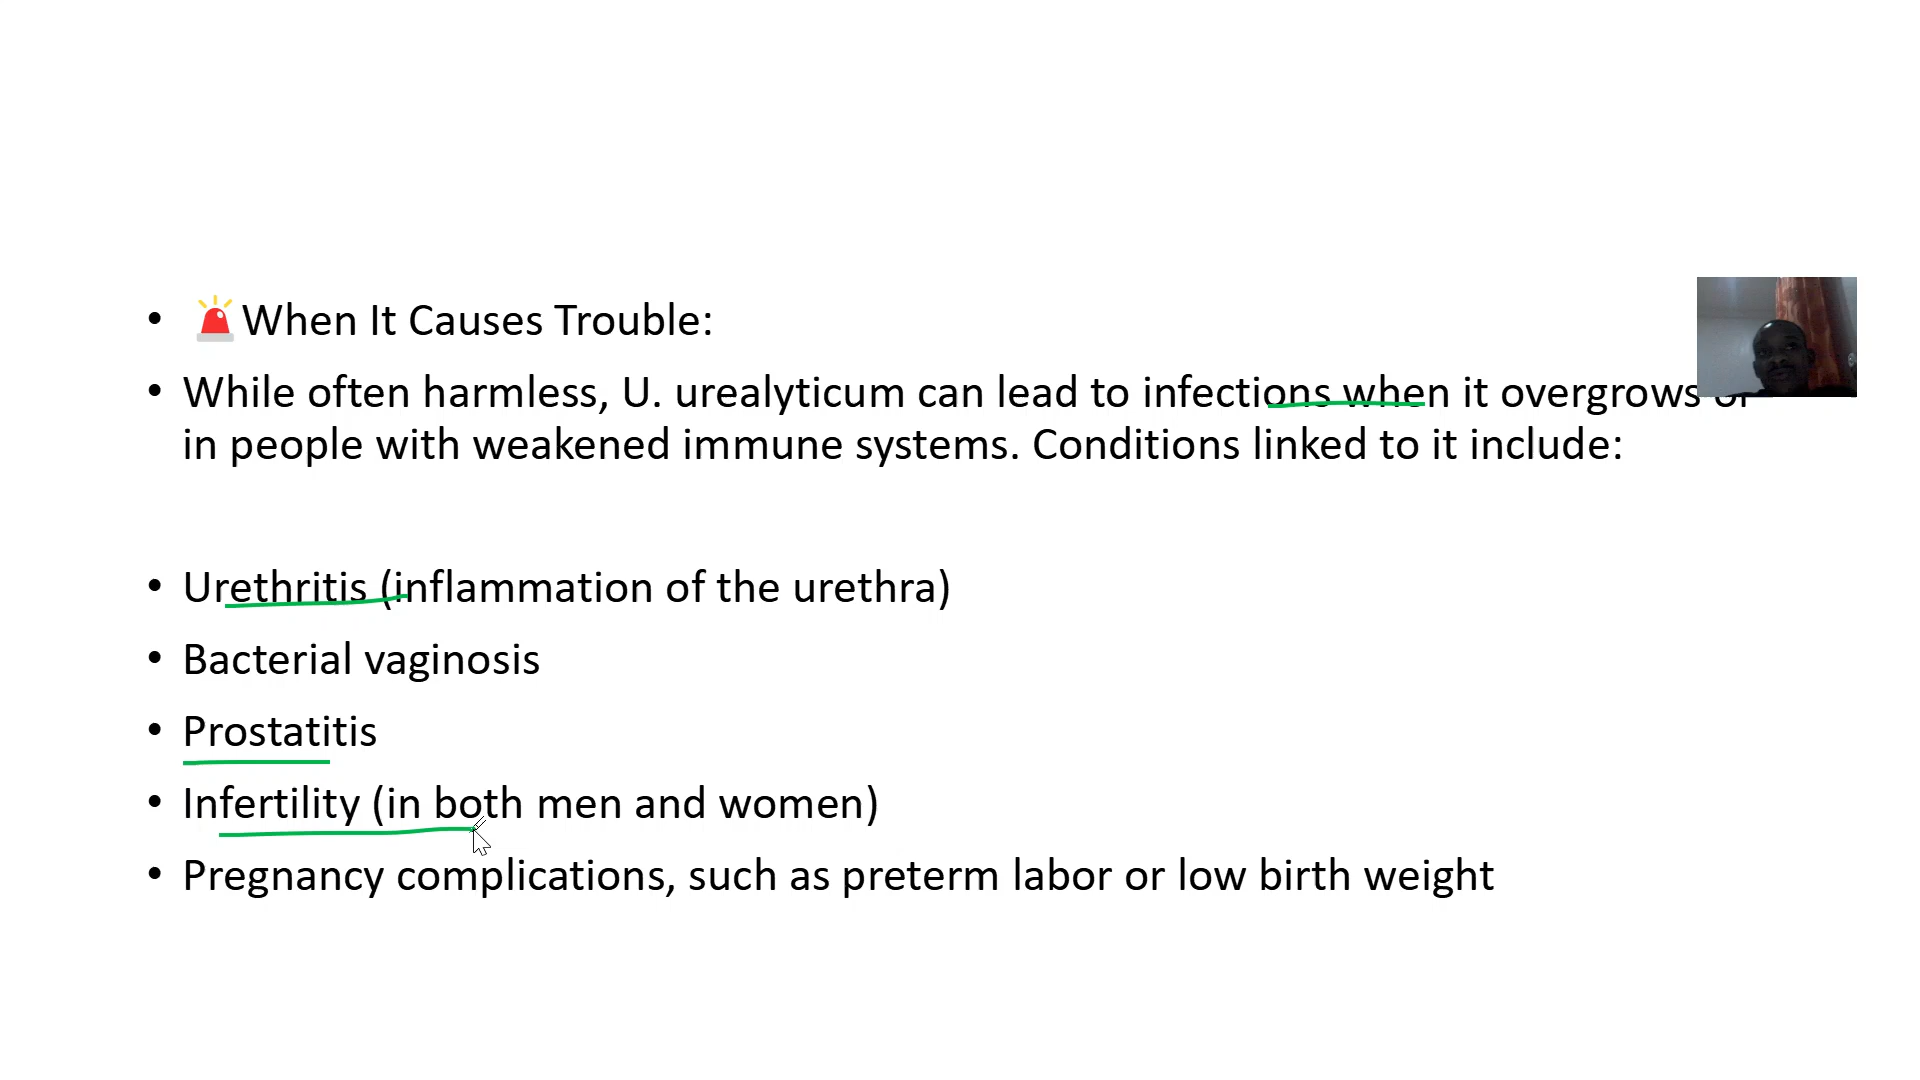 • 🚨When It Causes Trouble:
• While often harmless, U. urealyticum can lead to infections when it overgrows or
in people with weakened immune systems. Conditions linked to it include:
• Urethritis (inflammation of the urethra)
• Bacterial vaginosis
• Prostatitis
• Infertility (in both men and women)
• Pregnancy complications, such as preterm labor or low birth weight